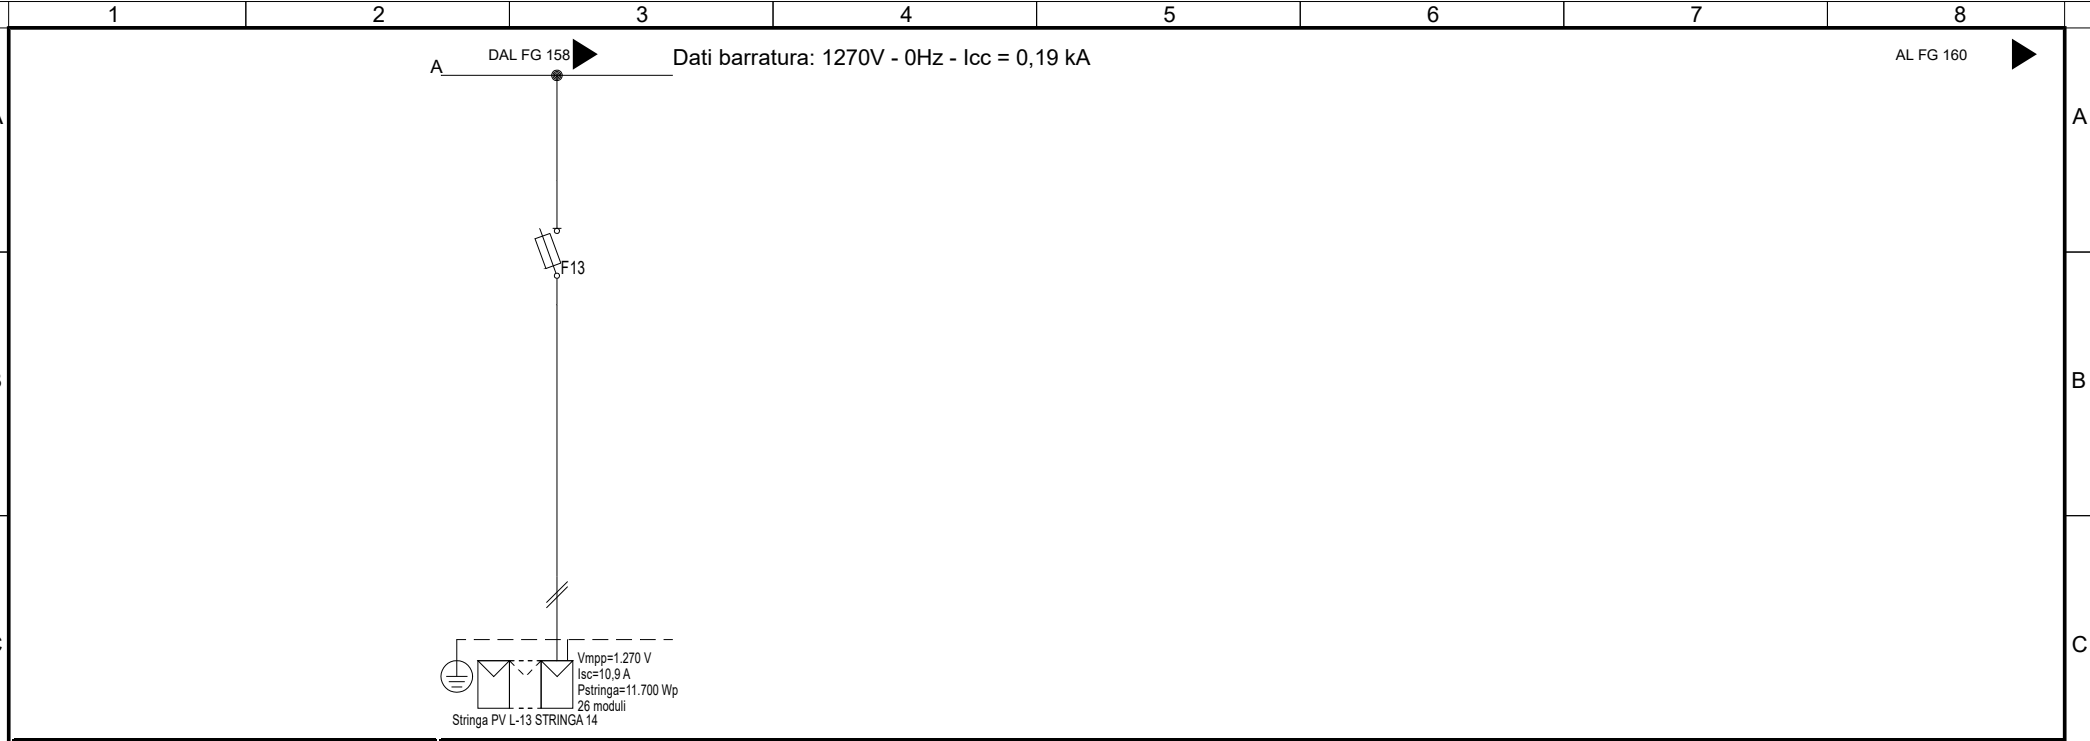 1 2 3 4 5 6 7 8
DAL FG 158
Dati barratura: 1270V - 0Hz - Icc = 0,19 kA
AL FG 160
A
A
F13
B
C
Vmpp=1.270 V
Isc=10,9 A
Pstringa=11.700 Wp
26 moduli
Stringa PV L-13 STRINGA 14